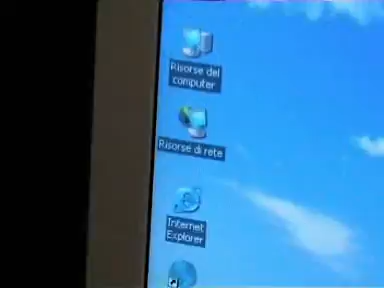 Risorse del
computer
Risorse di rete
Internet
Explorer